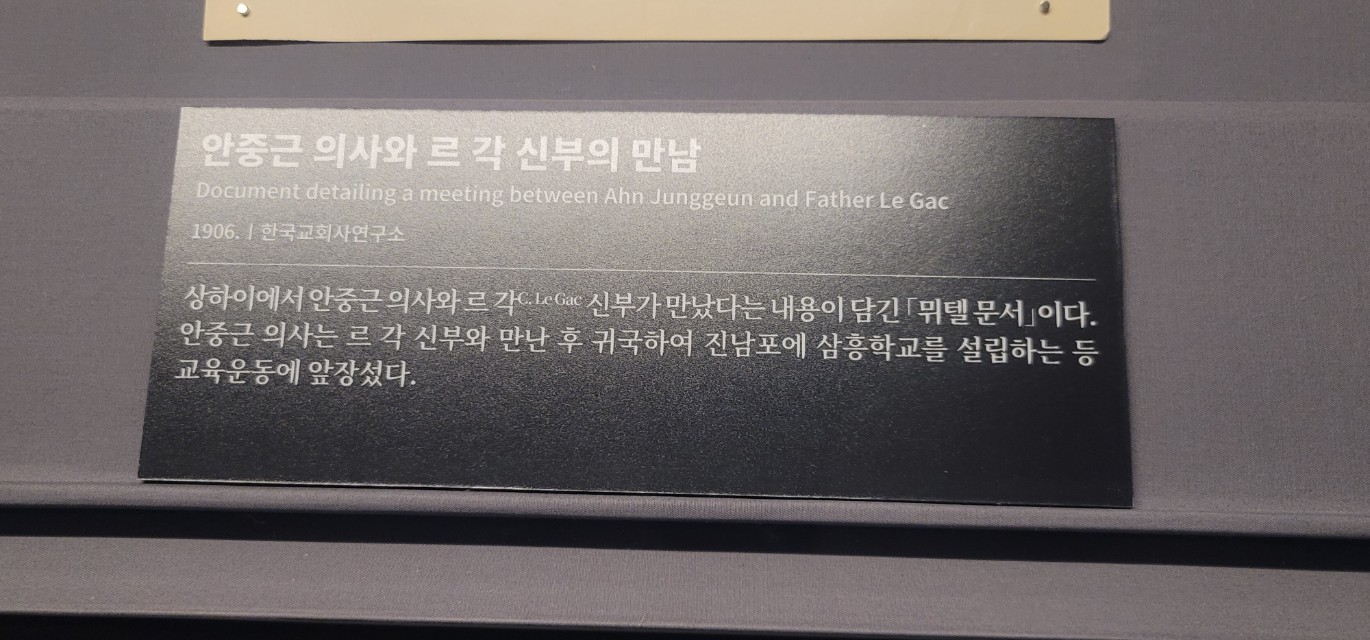 안중근 의사와 르 각 신부의 만남
Document detailing a meeting between Ahn Junggeun and Father Le Gac
1906. | 한국교회사연구소
상하이에서 안중근 의사와 르 각C. Le Gac 신부가 만났다는 내용이 담긴 「뮈텔 문서」이다.
안중근 의사는 르 각 신부와 만난 후 귀국하여 진남포에 삼흥학교를 설립하는 등
교육운동에 앞장섰다.